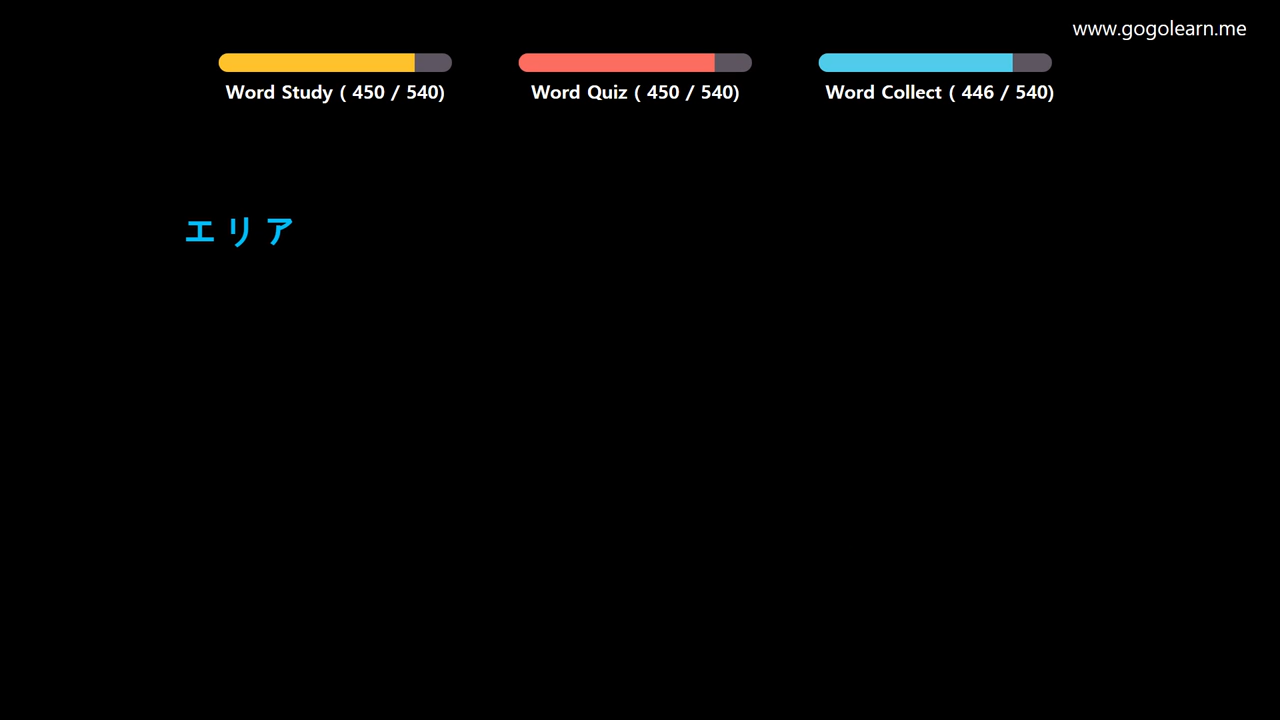 www.gogolearn.me
Word Study ( 450 / 540)
Word Quiz ( 450 / 540)
Word Collect ( 446 / 540)
エリア